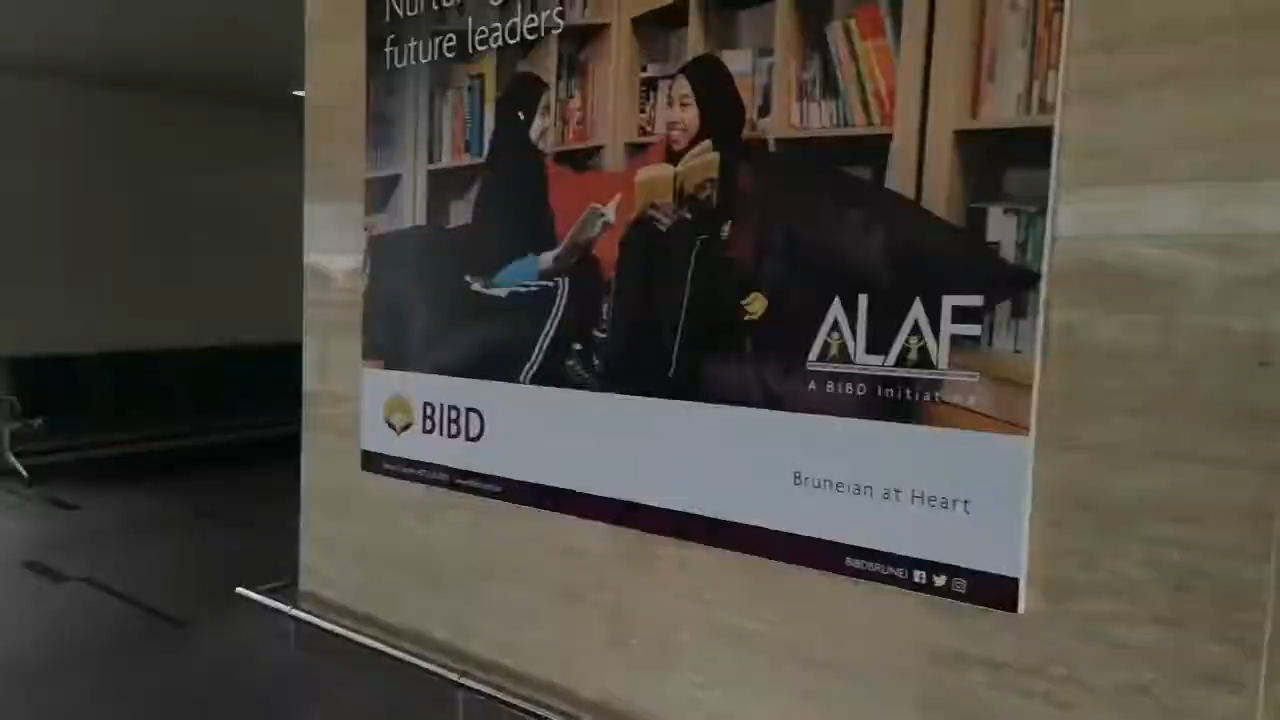 future leaders
ALAF
A BIBD Initiative
BIBD
Bruneian at Heart
BIBDBRUNEI